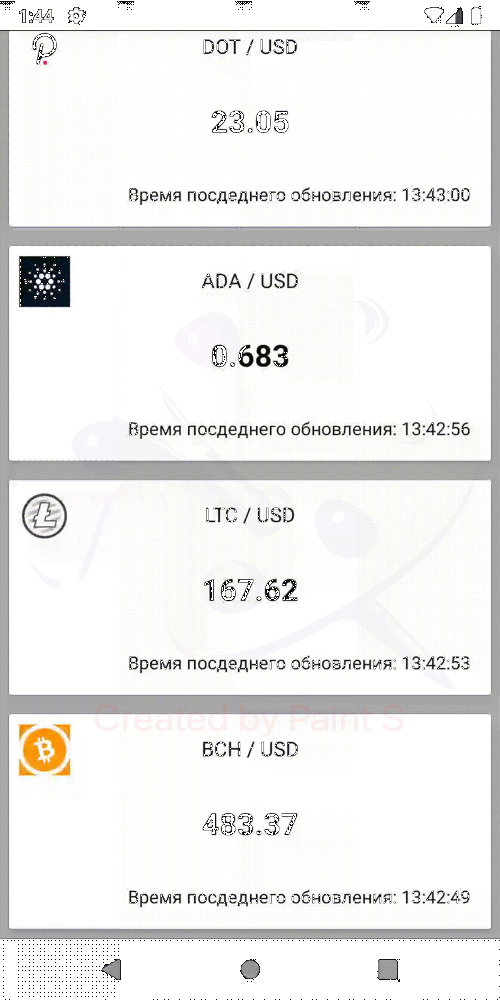 1:44
DOT / USD
23.05
Время посдеднего обновления: 13:43:00
ADA / USD
0.683
Время посдеднего обновления: 13:42:56
LTC / USD
167.62
Время посдеднего обновления: 13:42:53
Created by Paint S
BCH / USD
483.37
Время посдеднего обновления: 13:42:49